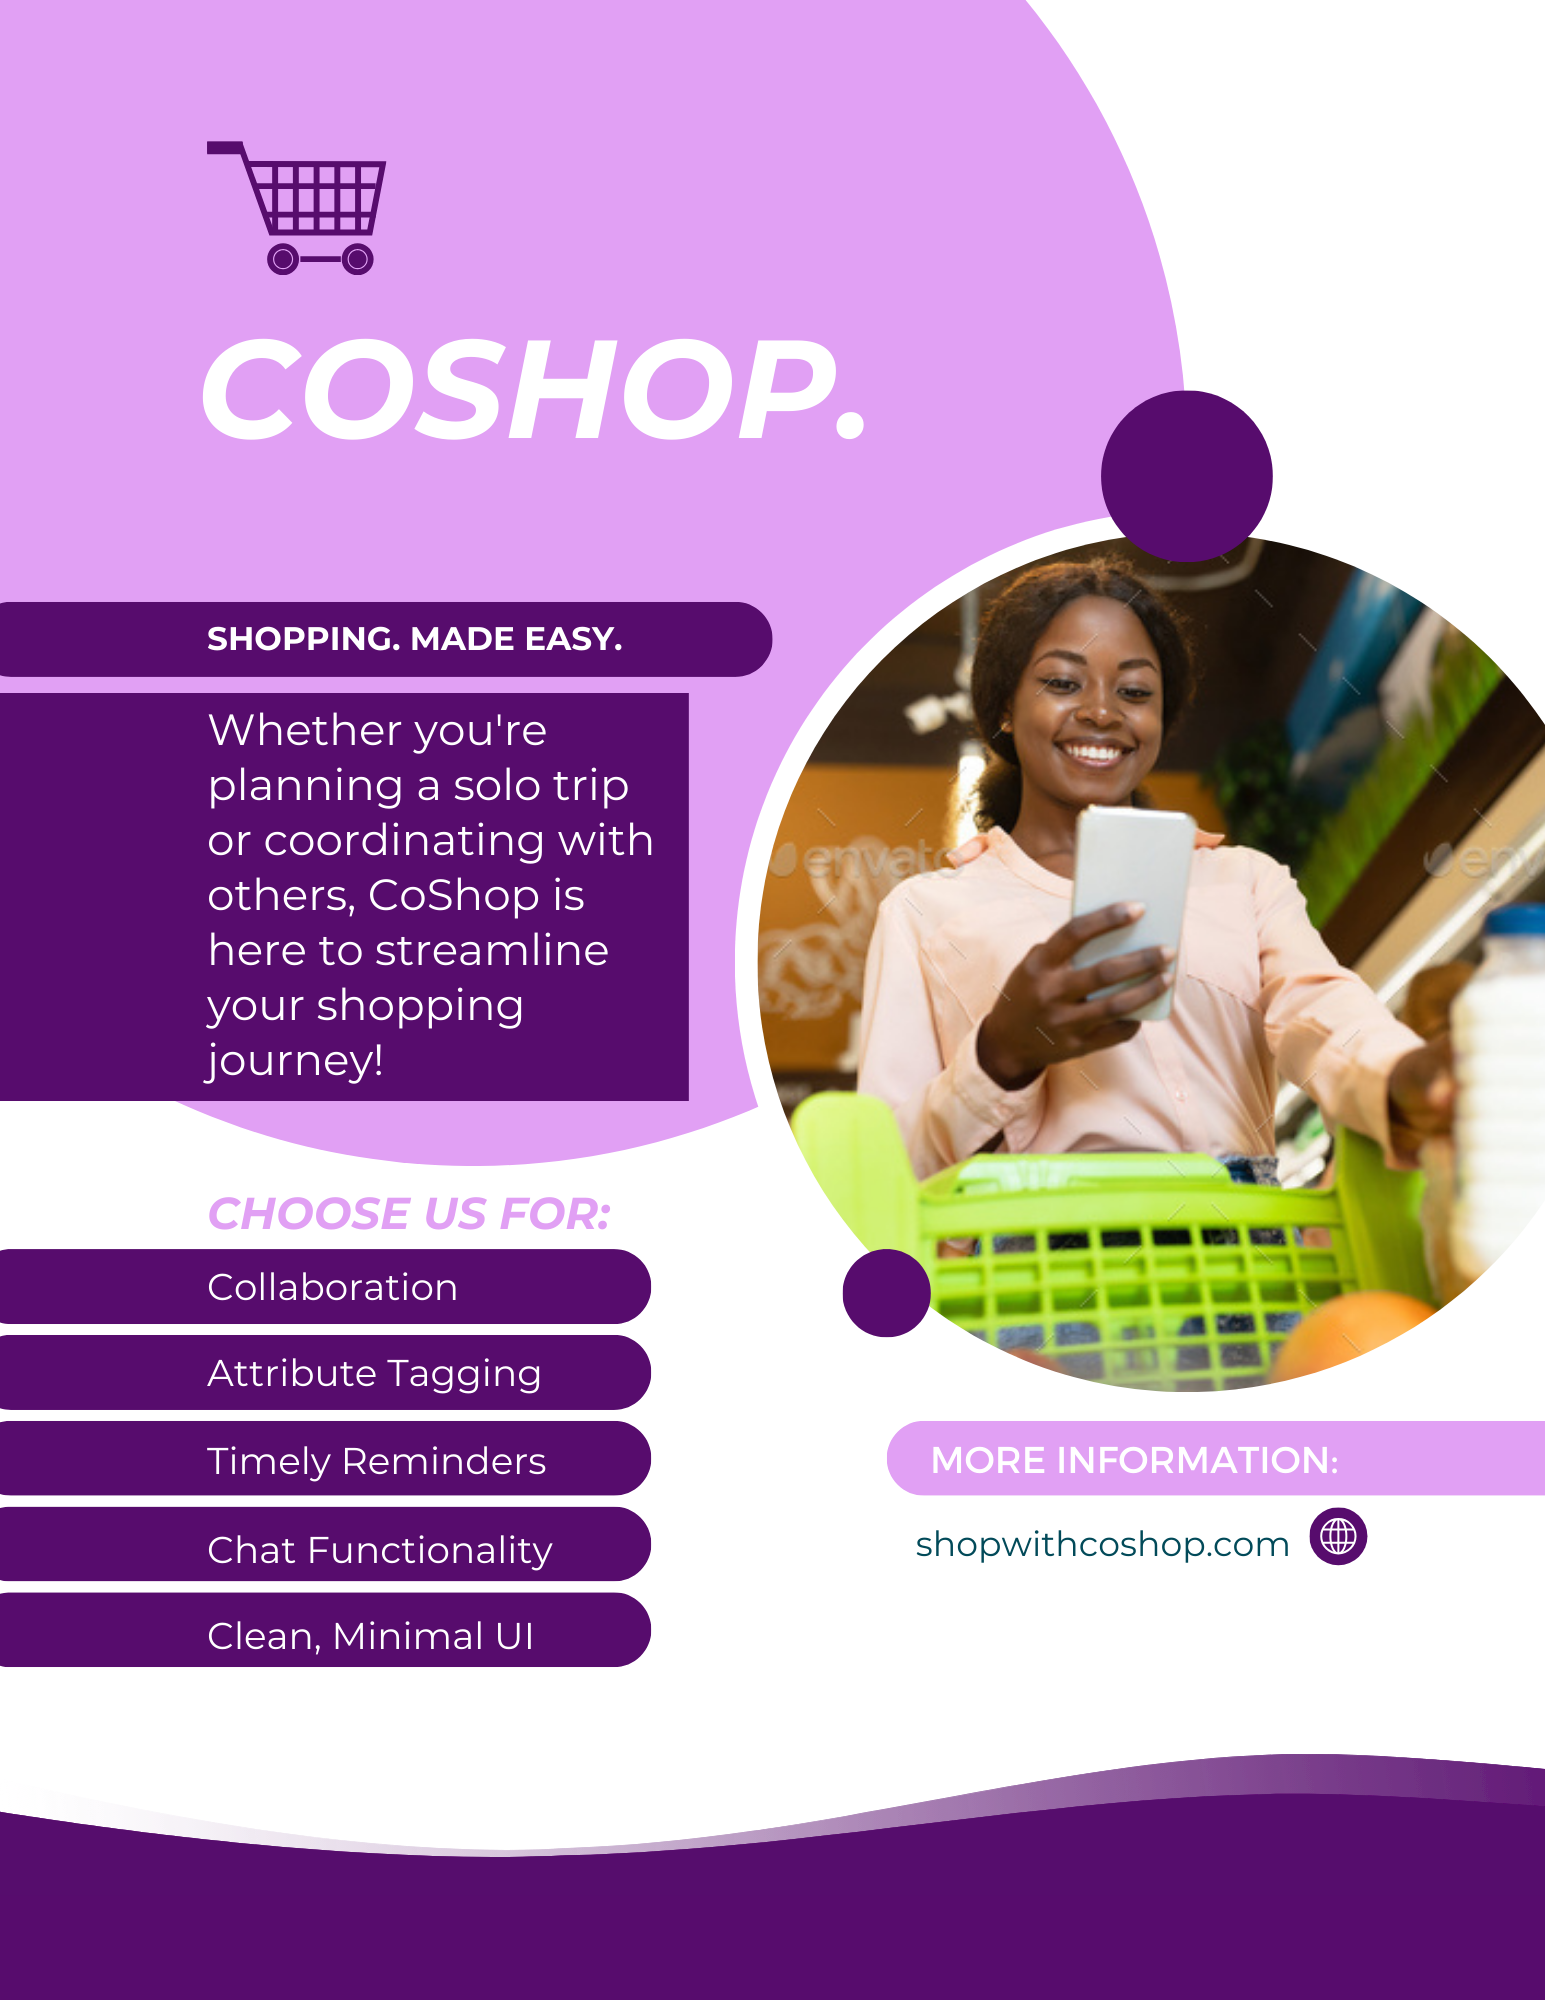 COSHOP.
SHOPPING. MADE EASY.
Whether you're
planning a solo trip
or coordinating with
others, CoShop is
here to streamline
your shopping
journey!
envato
env
CHOOSE US FOR:
Collaboration
Attribute Tagging
Timely Reminders
Chat Functionality
Clean, Minimal UI
MORE INFORMATION:
shopwithcoshop.com